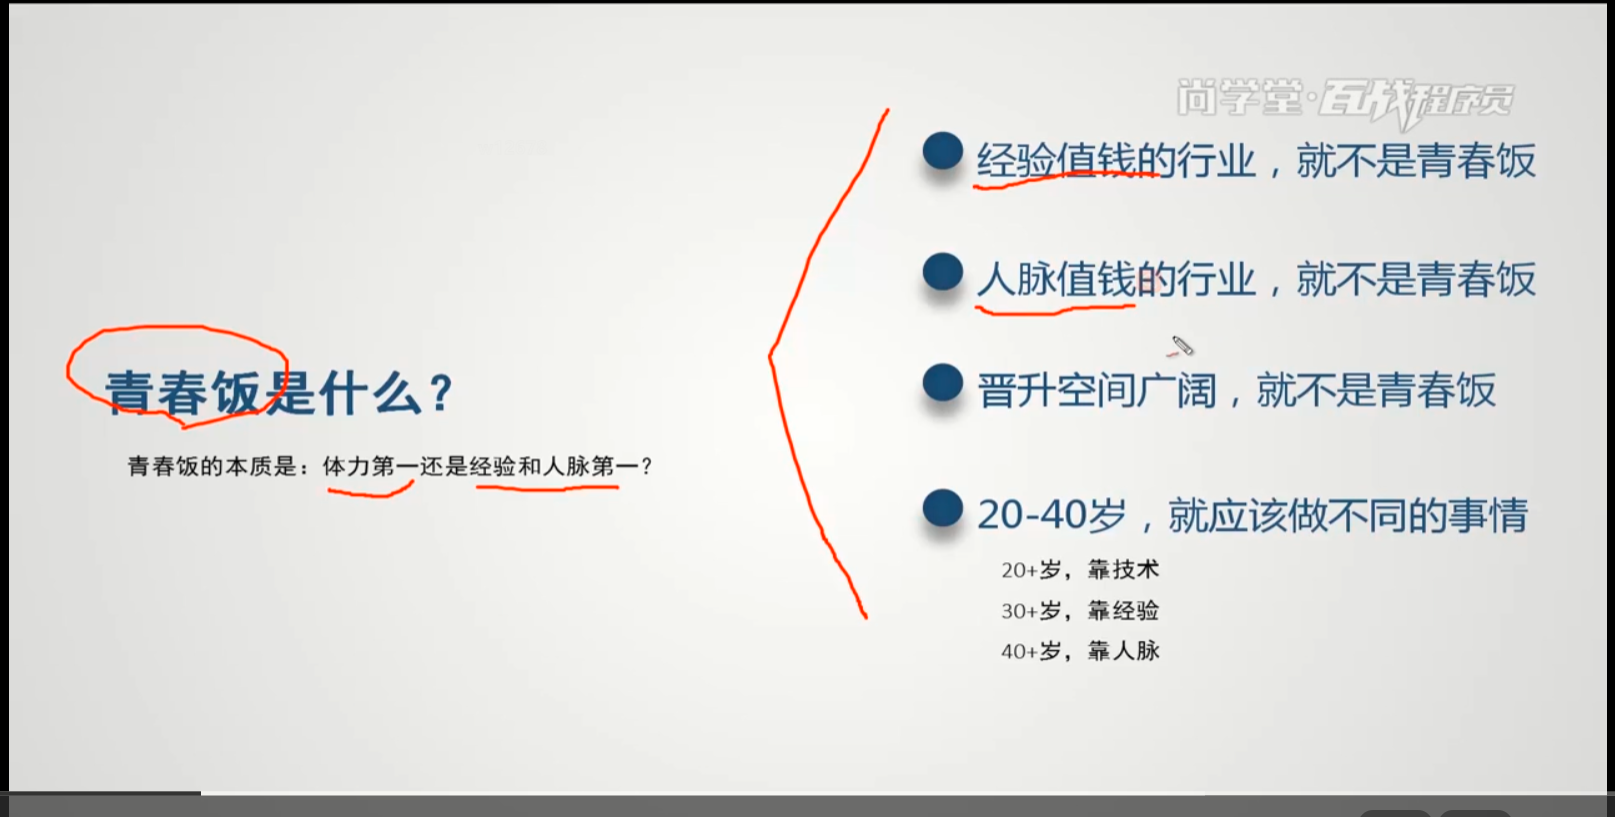 尚学堂·百战程序员
青春饭是什么？
青春饭的本质是：体力第一还是经验和人脉第一？
经验值钱的行业，就不是青春饭
人脉值钱的行业，就不是青春饭
晋升空间广阔，就不是青春饭
20-40岁，就应该做不同的事情
20+岁，靠技术
30+岁，靠经验
40+岁，靠人脉